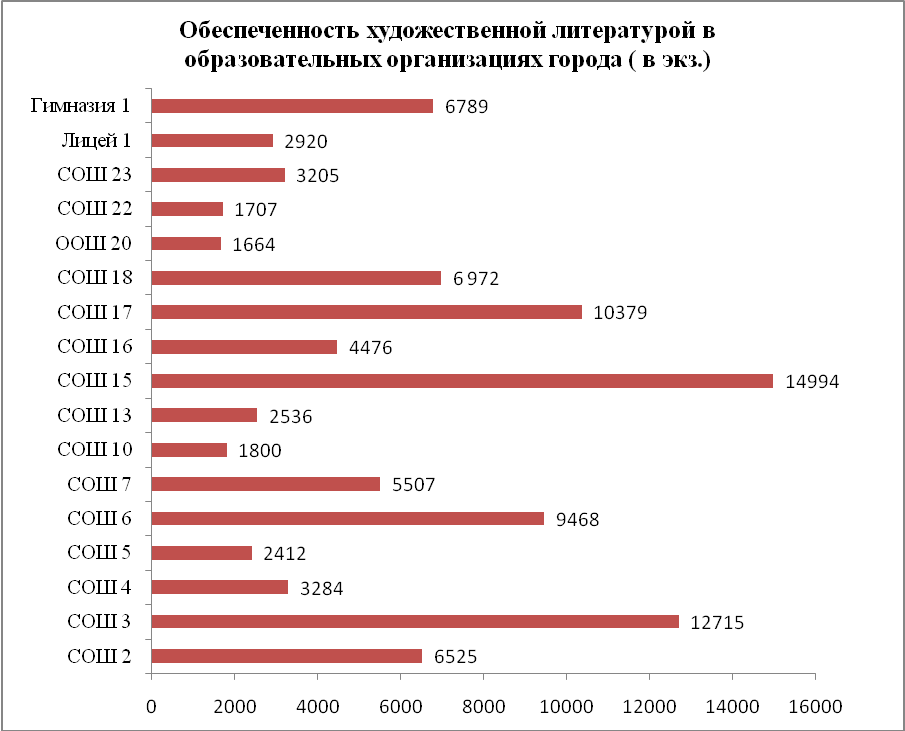 Обеспеченность художественной литературой в
образовательных организациях города ( в экз.)
Гимназия 1 6789
Лицей 1 2920
СОШ 23 3205
СОШ 22 1707
ООШ 20 1664
СОШ 18 6 972
СОШ 17 10379
СОШ 16 4476
СОШ 15 14994
СОШ 13 2536
СОШ 10 1800
СОШ 7 5507
СОШ 6 9468
СОШ 5 2412
СОШ 4 3284
СОШ 3 12715
СОШ 2 6525
0 2000 4000 6000 8000 10000 12000 14000 16000